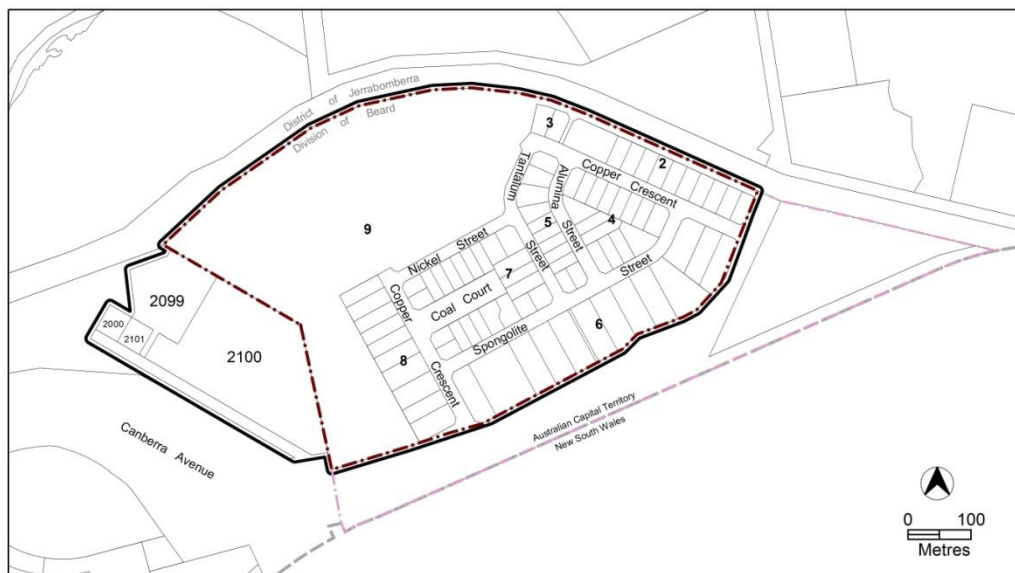 District of Jerrabomberra
Division of Beard
3
2
Copper Crescent
Tantalum Street
Alumina Street
4
5
9
Nickel Street
7
Copper Crescent
Coal Court
Spongolite Street
6
8
2099
2000
2101
2100
Canberra Avenue
Australian Capital Territory
New South Wales
0 100
Metres